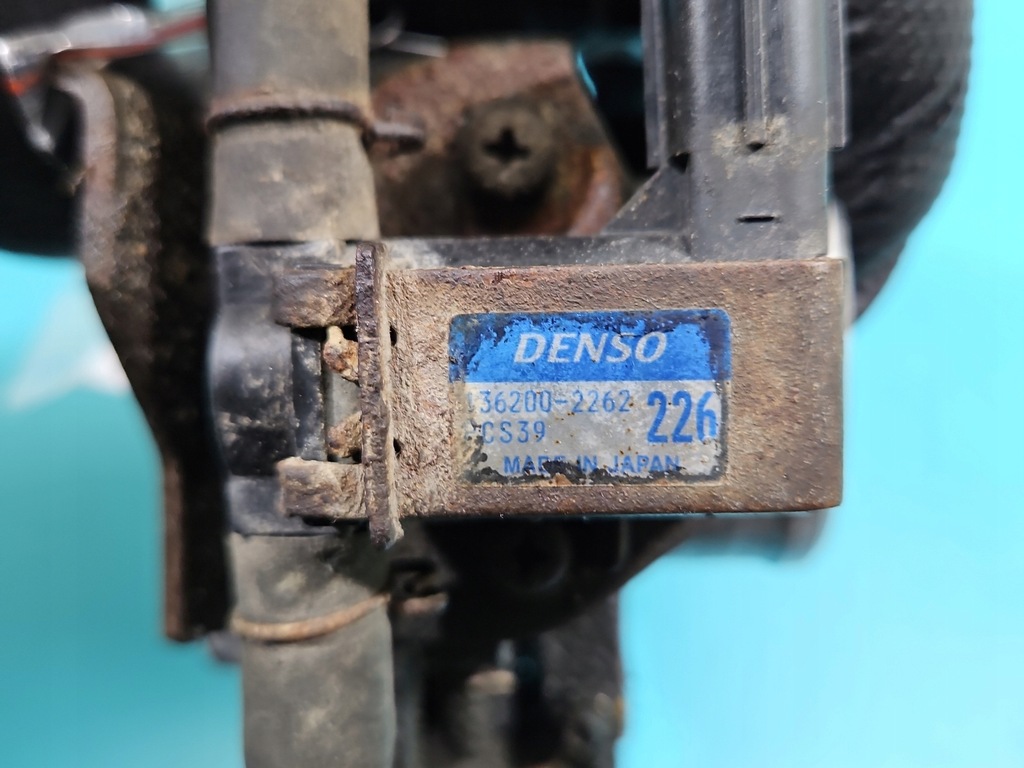 DENSO
136200-2262
CS39
226
MADE IN JAPAN